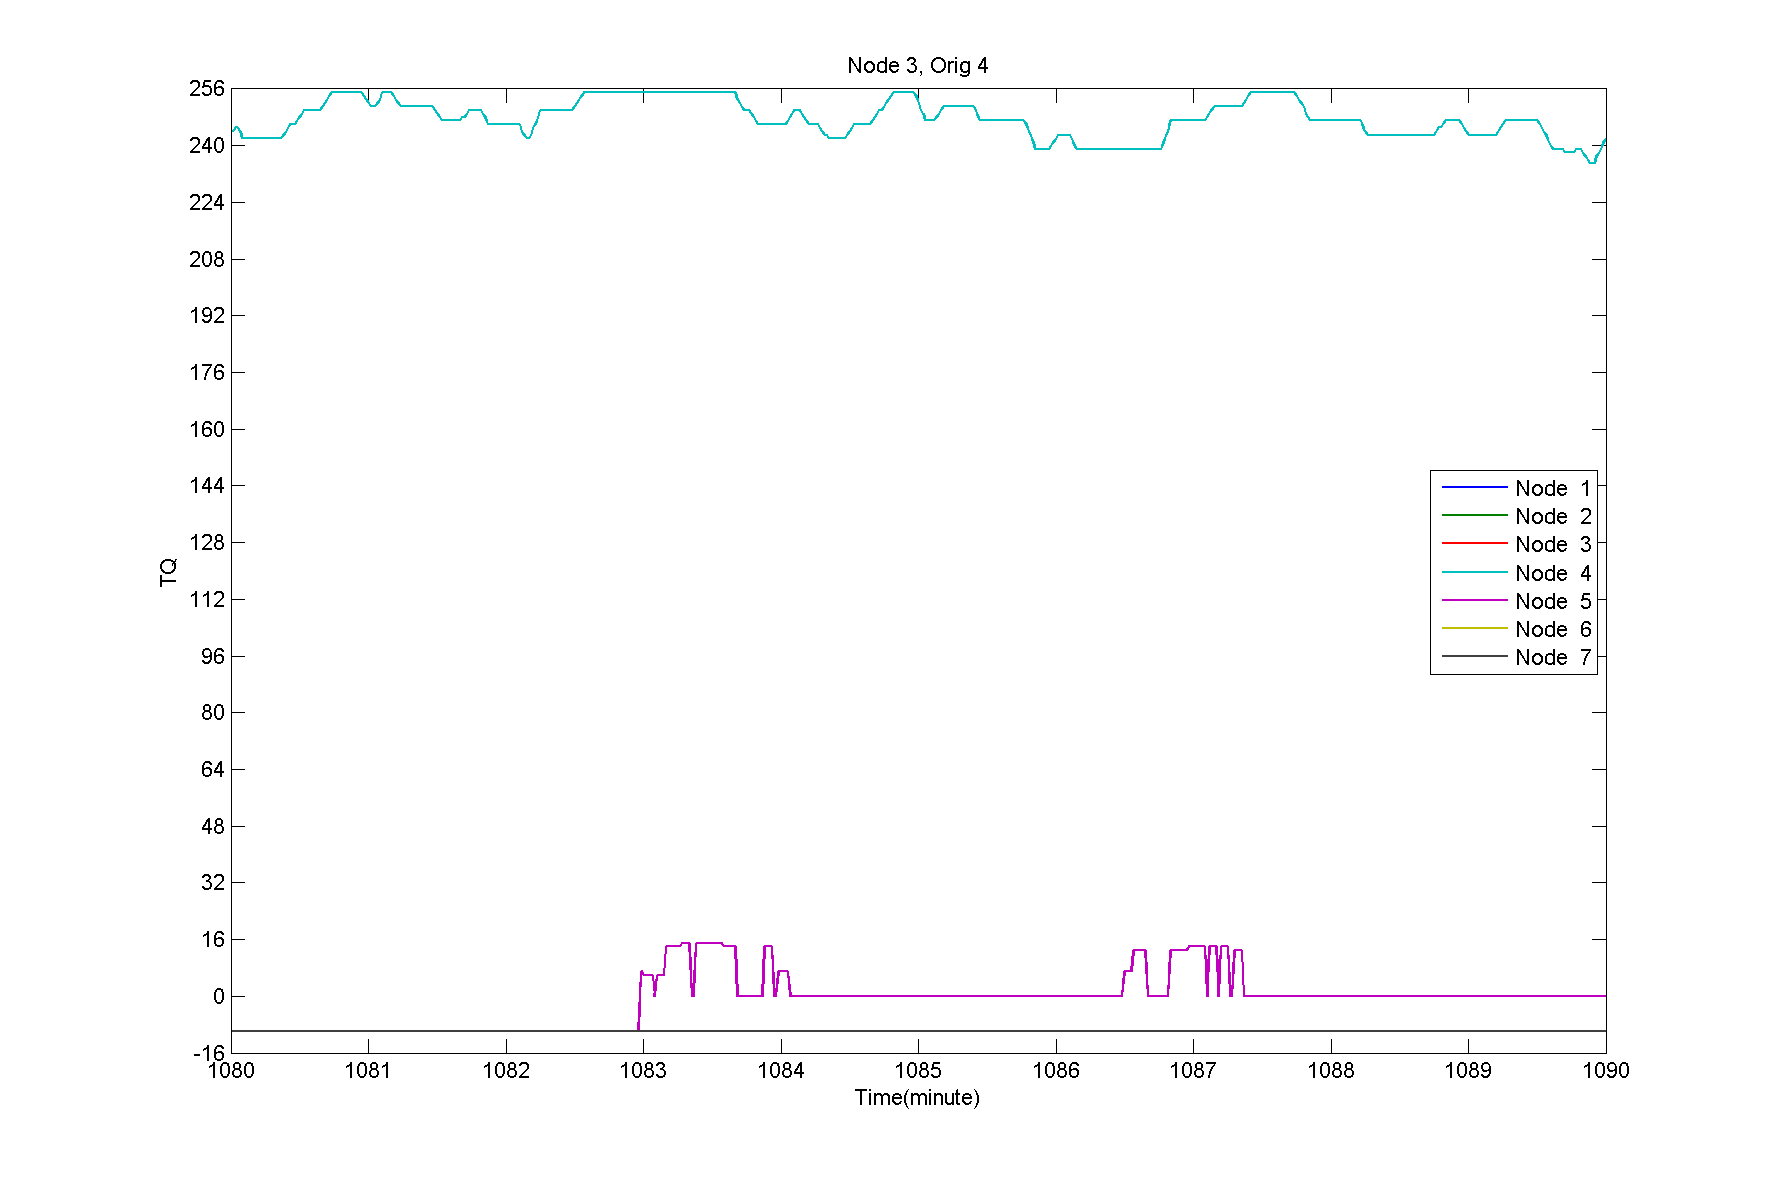 Node 3, Orig 4
256
240
224
208
192
176
160
144
128
112
96
80
64
48
32
16
0
-16
TQ
Node 1
Node 2
Node 3
Node 4
Node 5
Node 6
Node 7
1080 1081 1082 1083 1084 1085 1086 1087 1088 1089 1090
Time(minute)